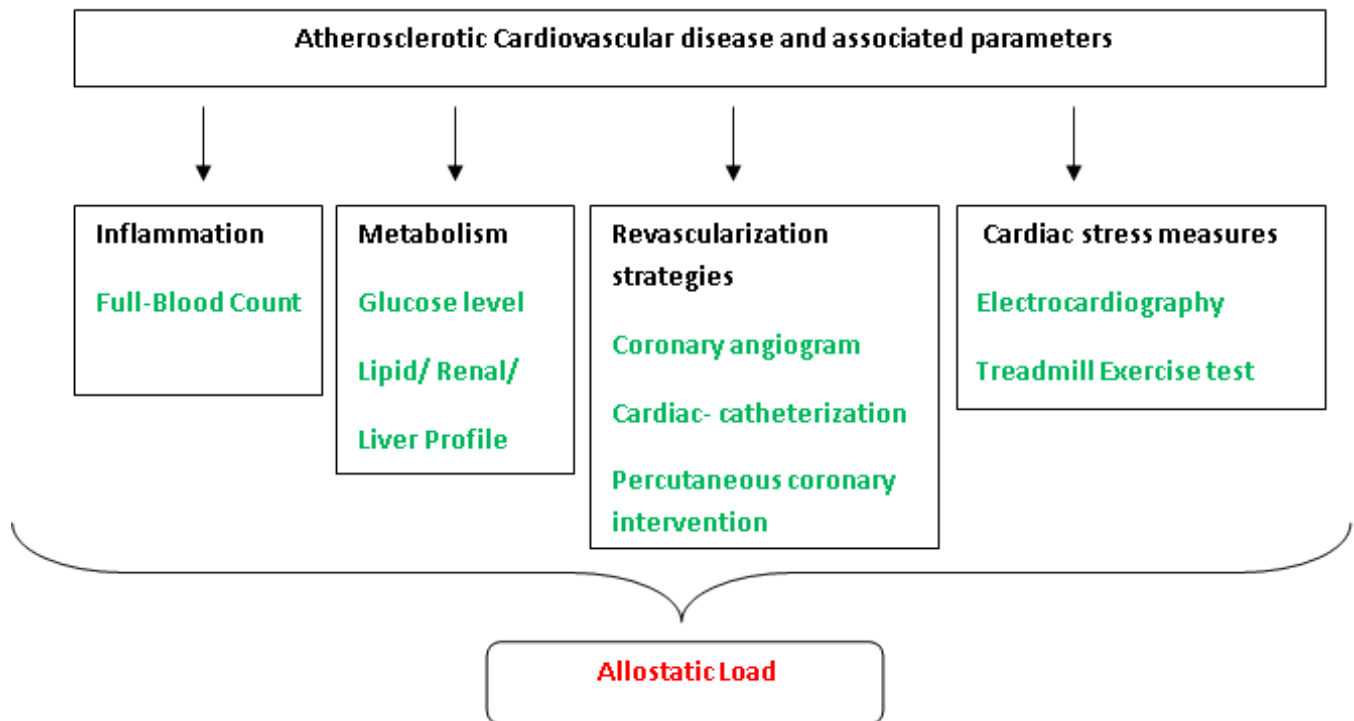 Atherosclerotic Cardiovascular disease and associated parameters
Inflammation
Full-Blood Count
Metabolism
Glucose level
Lipid/ Renal/
Liver Profile
Revascularization
strategies
Coronary angiogram
Cardiac- catheterization
Percutaneous coronary
intervention
Cardiac stress measures
Electrocardiography
Treadmill Exercise test
Allostatic Load